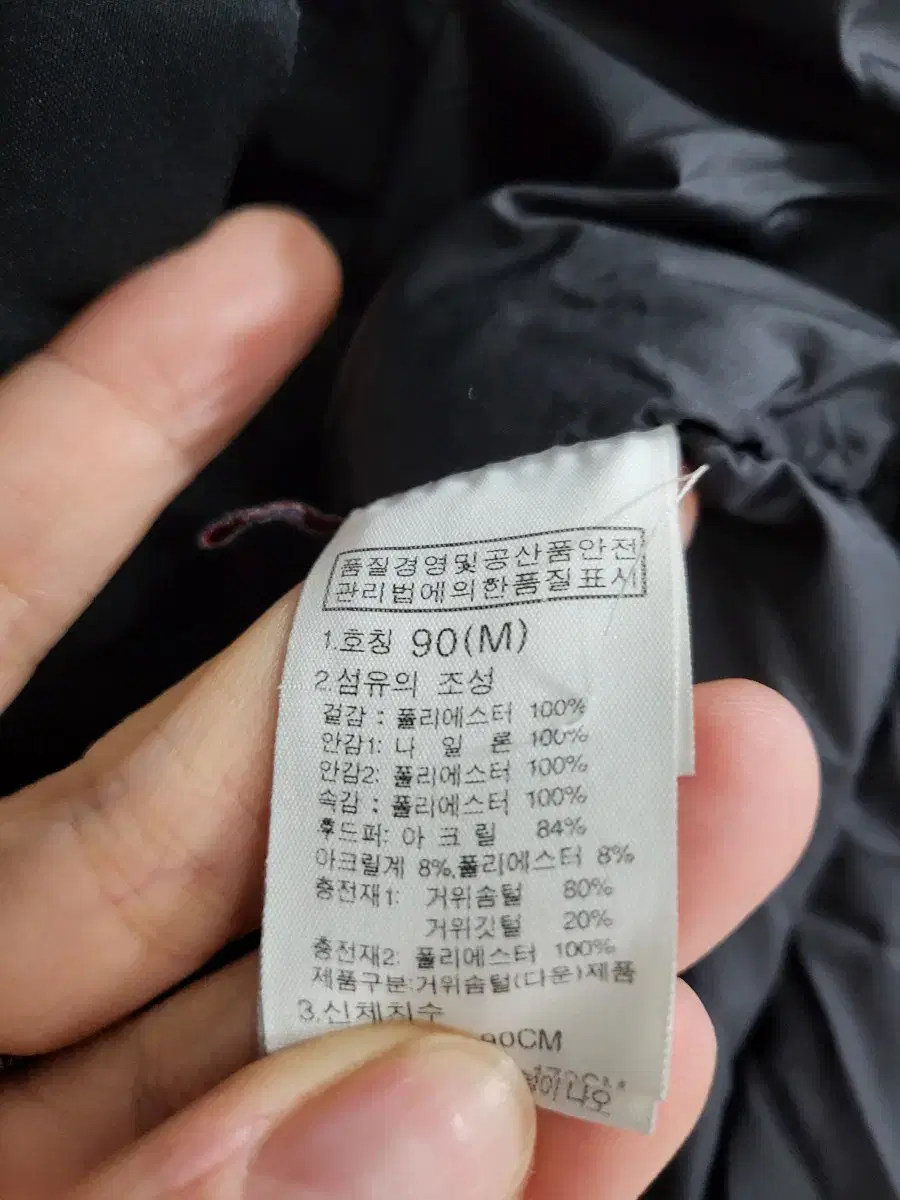 품질경영및공산품안전
관리법에의한품질표시
1.호칭 90(M)
2.섬유의 조성
겉감 : 폴리에스터 100%
안감1: 나 일 론 100%
안감2: 폴리에스터 100%
속감 : 폴리에스터 100%
후드퍼: 아 크 릴 84%
아크릴계 8%,폴리에스터 8%
충전재1: 거위솜털 80%
거위깃털 20%
충전재2: 폴리에스터 100%
제품구분:거위솜털(다운)제품
3.신체치수
90CM